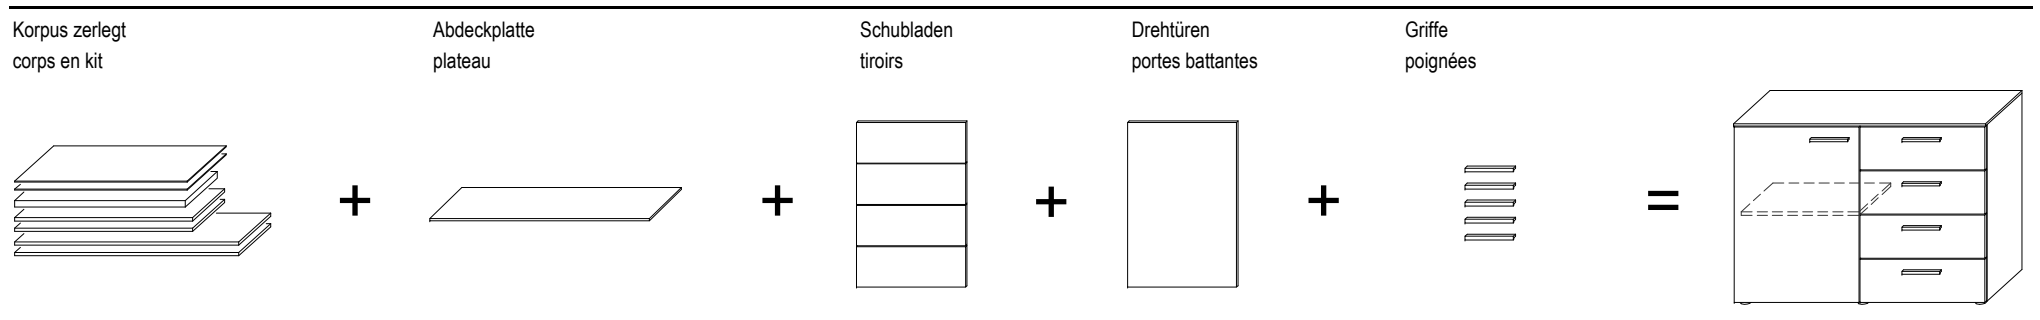 Korpus zerlegt
corps en kit
Abdeckplatte
plateau
Schubladen
tiroirs
Drehtüren
portes battantes
Griffe
poignées
+ + + + =